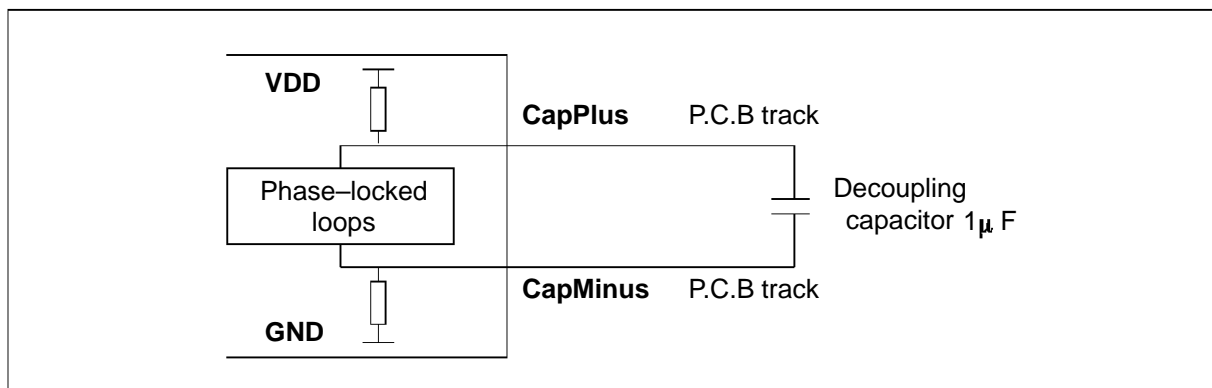 VDD
CapPlus P.C.B track
Phase–locked
loops
Decoupling
capacitor 1μ F
CapMinus P.C.B track
GND